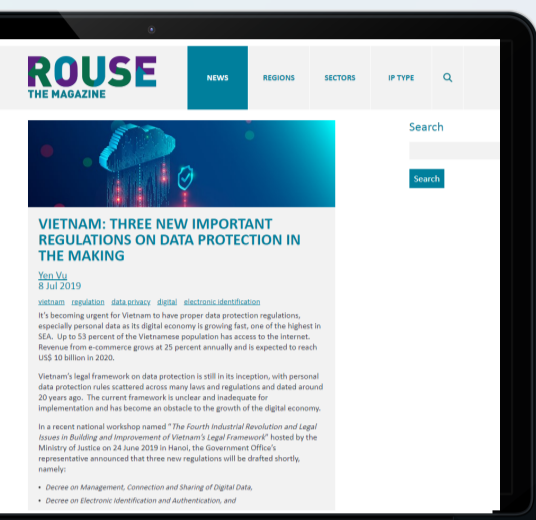 ROUSE
THE MAGAZINE
NEWS
REGIONS
SECTORS
IP TYPE
Search
Search
VIETNAM: THREE NEW IMPORTANT
REGULATIONS ON DATA PROTECTION IN
THE MAKING
Yen Vu
8 Jul 2019
vietnam regulation data privacy digital electronic identification
It's becoming urgent for Vietnam to have proper data protection regulations,
especially personal data as its digital economy is growing fast, one of the highest in
SEA. Up to 53 percent of the Vietnamese population has access to the internet.
Revenue from e-commerce grows at 25 percent annually and is expected to reach
US$ 10 billion in 2020.
Vietnam's legal framework on data protection is still in its inception, with personal
data protection rules scattered across many laws and regulations and dated around
20 years ago. The current framework is unclear and inadequate for
implementation and has become an obstacle to the growth of the digital economy.
In a recent national workshop named "The Fourth Industrial Revolution and Legal
Issues in Building and Improvement of Vietnam's Legal Framework" hosted by the
Ministry of Justice on 24 June 2019 in Hanoi, the Government Office's
representative announced that three new regulations will be drafted shortly,
namely:
• Decree on Management, Connection and Sharing of Digital Data,
• Decree on Electronic Identification and Authentication, and